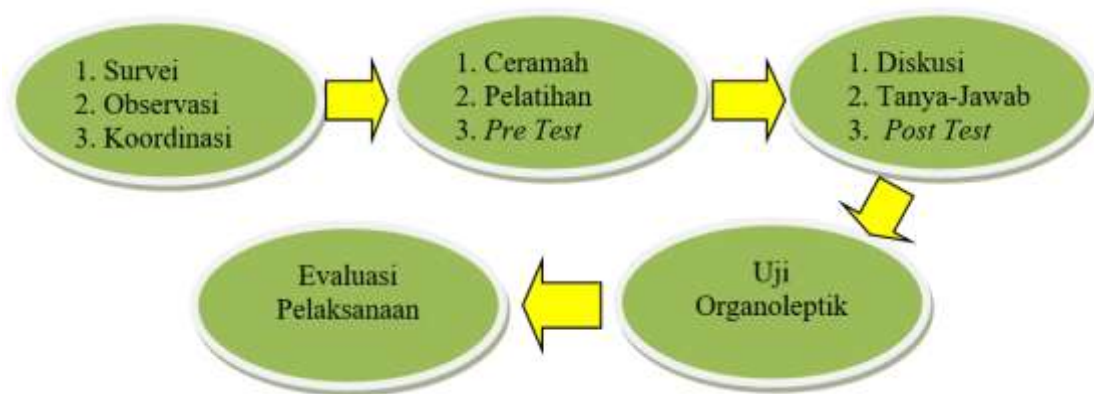 1. Survei
2. Observasi
3. Koordinasi
1. Ceramah
2. Pelatihan
3. Pre Test
1. Diskusi
2. Tanya-Jawab
3. Post Test
Uji
Organoleptik
Evaluasi
Pelaksanaan